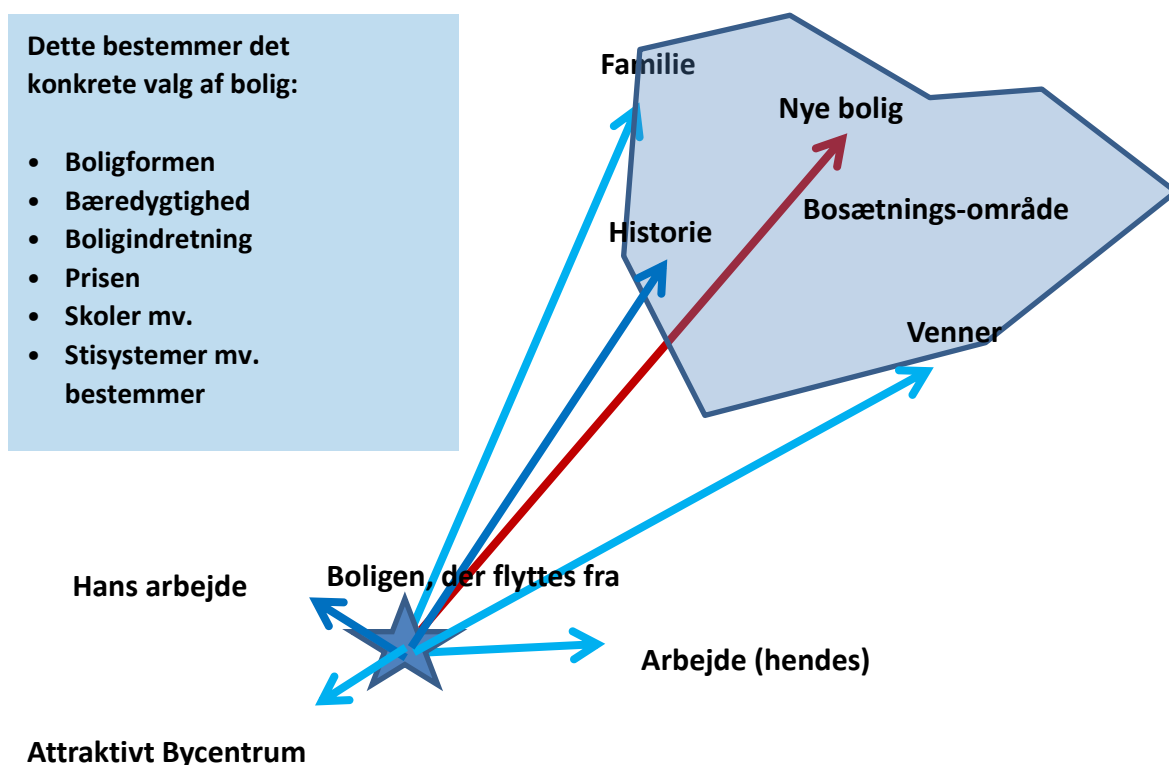 Dette bestemmer det
konkrete valg af bolig:
• Boligformen
• Bæredygtighed
• Boligindretning
• Prisen
• Skoler mv.
• Stisystemer mv.
bestemmer
Familie
Nye bolig
Bosætnings-område
Historie
Venner
Boligen, der flyttes fra
Hans arbejde
Arbejde (hendes)
Attraktivt Bycentrum